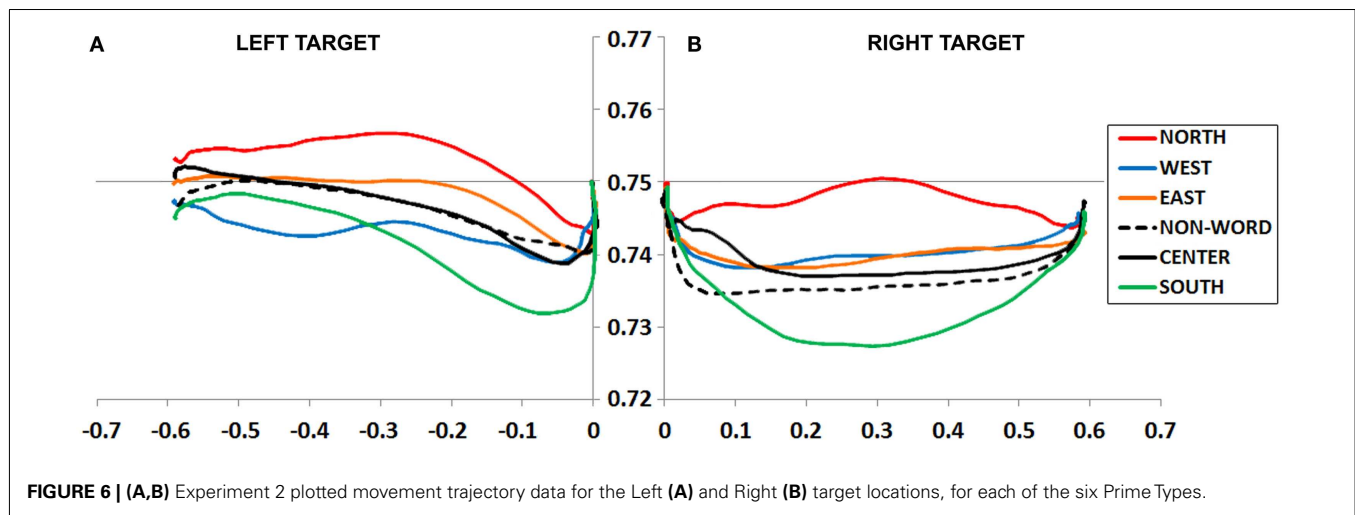 A LEFT TARGET
B RIGHT TARGET
0.77
0.76
0.75
0.74
0.73
0.72
-0.7 -0.6 -0.5 -0.4 -0.3 -0.2 -0.1 0
0 0.1 0.2 0.3 0.4 0.5 0.6 0.7
NORTH
WEST
EAST
NON-WORD
CENTER
SOUTH
FIGURE 6 | (A,B) Experiment 2 plotted movement trajectory data for the Left (A) and Right (B) target locations, for each of the six Prime Types.